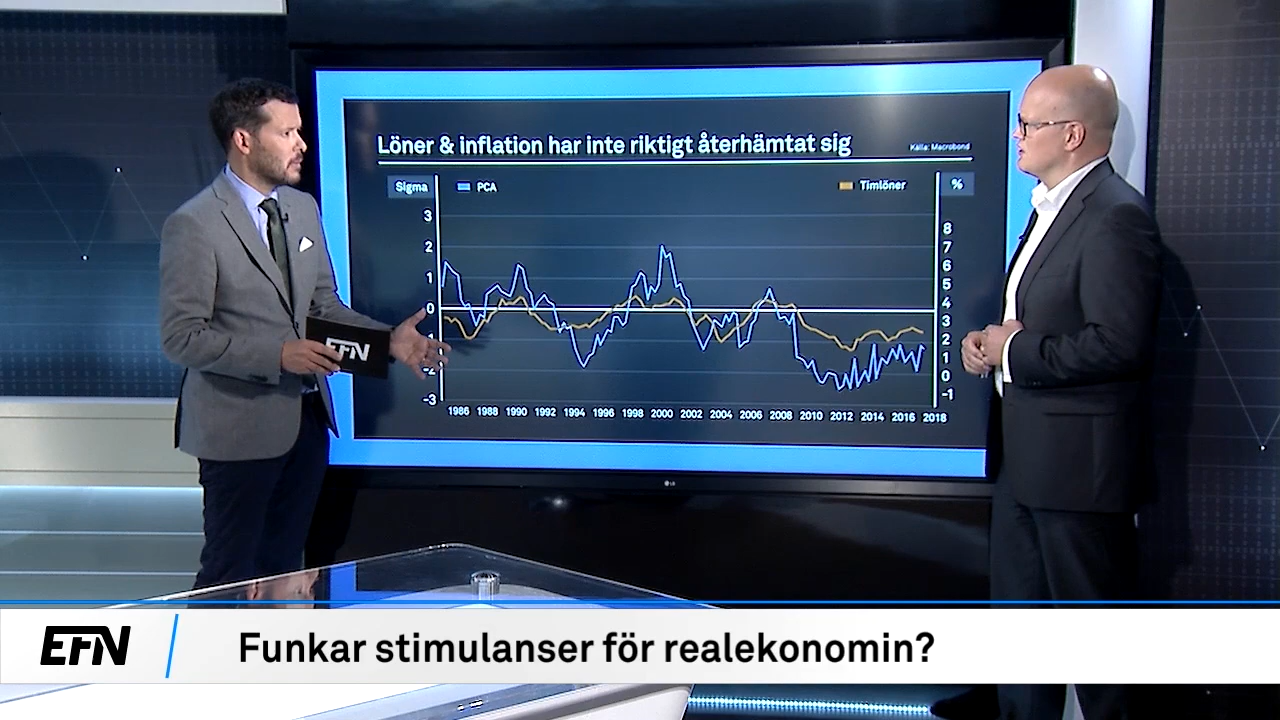 Löner & inflation har inte riktigt återhämtat sig
Källa: Macrobond
Sigma
PCA
Timlöner
%
3
2
1
0
-2
-3
8
7
6
5
4
3
2
1
0
-1
1986 1988 1990 1992 1994 1996 1998 2000 2002 2004 2006 2008 2010 2012 2014 2016 2018
EFN
LG
EFN
Funkar stimulanser för realekonomin?